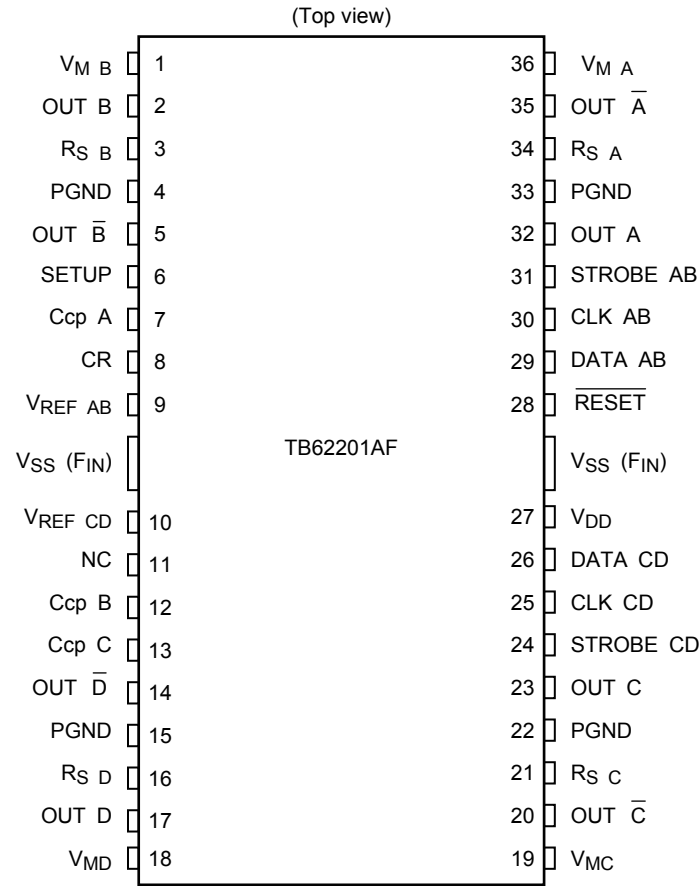 (Top view)
V_M B 1 36 V_M A
OUT B 2 35 OUT A̅
R_S B 3 34 R_S A
PGND 4 33 PGND
OUT B̅ 5 32 OUT A
SETUP 6 31 STROBE AB
Ccp A 7 30 CLK AB
CR 8 29 DATA AB
V_REF AB 9 28 R̅E̅S̅E̅T̅
V_SS (F_IN) TB62201AF V_SS (F_IN)
V_REF CD 10 27 V_DD
NC 11 26 DATA CD
Ccp B 12 25 CLK CD
Ccp C 13 24 STROBE CD
OUT D̅ 14 23 OUT C
PGND 15 22 PGND
R_S D 16 21 R_S C
OUT D 17 20 OUT C̅
V_MD 18 19 V_MC